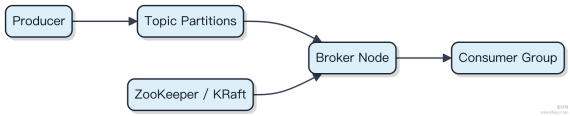 Producer
Topic Partitions
Broker Node
Consumer Group
ZooKeeper / KRaft